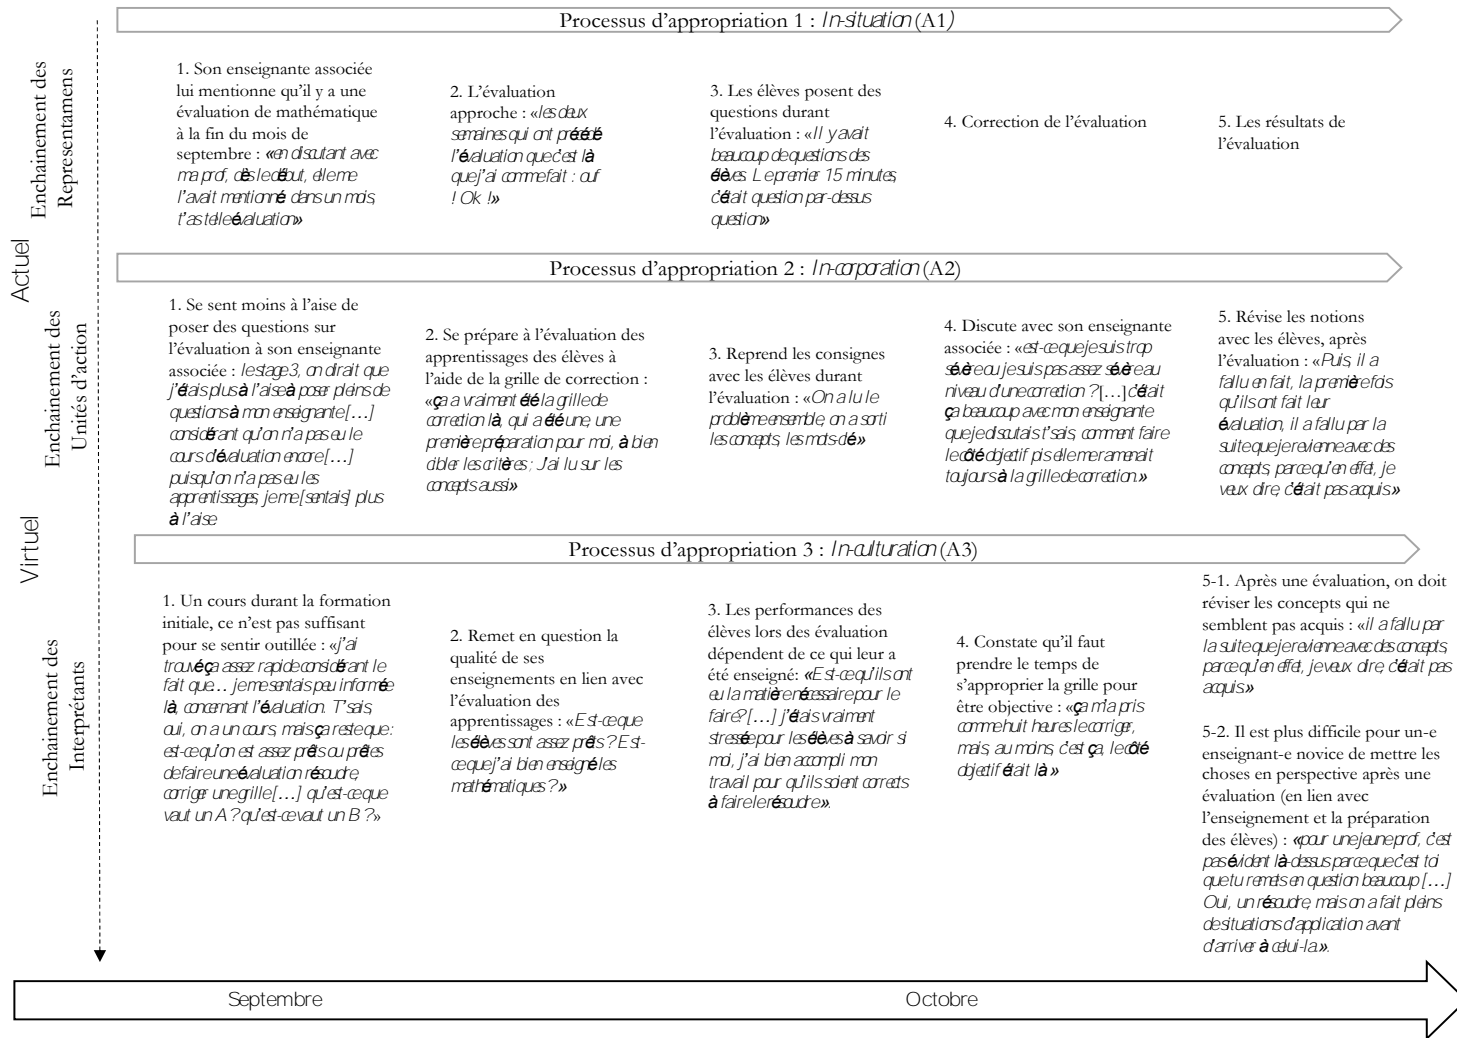 Processus d'appropriation 1 : In-situation (A1)
Enchainement des
Representamens
1. Son enseignante associée
lui mentionne qu'il y a une
évaluation de mathématique
à la fin du mois de
septembre : «en discutant avec
ma prof, dès le début, elle me
l'avait mentionné dans un mois,
t'as telle évaluation»
2. L'évaluation
approche : «les deux
semaines qui ont précédé
l'évaluation que c'est là
que j'ai comme fait : ouf
! Ok !»
3. Les élèves posent des
questions durant
l'évaluation : «Il y avait
beaucoup de questions des
élèves. Le premier 15 minutes,
c'était question par-dessus
question»
4. Correction de l'évaluation
5. Les résultats de
l'évaluation
Actuel
Processus d'appropriation 2 : In-corporation (A2)
Enchainement des
Unités d'action
1. Se sent moins à l'aise de
poser des questions sur
l'évaluation à son enseignante
associée : le stage 3, on dirait que
j'étais plus à l'aise à poser pleins de
questions à mon enseignante […]
considérant qu'on n'a pas eu le
cours d'évaluation encore […]
puisqu'on n'a pas eu les
apprentissages, je me [sentais] plus
à l'aise
2. Se prépare à l'évaluation des
apprentissages des élèves à
l'aide de la grille de correction :
«ça a vraiment été la grille de
correction là, qui a été une, une
première préparation pour moi, à bien
cibler les critères ; J'ai lu sur les
concepts aussi»
3. Reprend les consignes
avec les élèves durant
l'évaluation : «On a lu le
problème ensemble, on a sorti
les concepts, les mots-clé»
4. Discute avec son enseignante
associée : «est-ce que je suis trop
sévère ou je suis pas assez sévère au
niveau d'une correction ? […] c'était
ça beaucoup avec mon enseignante
que je discutais t'sais, comment faire
le côté objectif pis elle me ramenait
toujours à la grille de correction.»
5. Révise les notions
avec les élèves, après
l'évaluation : «Puis, il a
fallu en fait, la première fois
qu'ils ont fait leur
évaluation, il a fallu par la
suite que je revienne avec des
concepts, parce qu'en effet, je
veux dire, c'était pas acquis.»
Virtuel
Processus d'appropriation 3 : In-culturation (A3)
Enchainement des
Interprétants
1. Un cours durant la formation
initiale, ce n'est pas suffisant
pour se sentir outillée : «j'ai
trouvé ça assez rapide considérant le
fait que… je me sentais peu informée
là, concernant l'évaluation. T'sais,
oui, on a un cours, mais ça reste que :
est-ce qu'on est assez prêts ou prêtes
de faire une évaluation résoudre,
corriger une grille […] qu'est-ce que
vaut un A ? qu'est-ce vaut un B ?»
2. Remet en question la
qualité de ses
enseignements en lien avec
l'évaluation des
apprentissages : «Est-ce que
les élèves sont assez prêts ? Est-
ce que j'ai bien enseigné les
mathématiques ?»
3. Les performances des
élèves lors des évaluation
dépendent de ce qui leur a
été enseigné: «Est-ce qu'ils ont
eu la matière nécessaire pour le
faire? […] j'étais vraiment
stressée pour les élèves à savoir si
moi, j'ai bien accompli mon
travail pour qu'ils soient corrects
à faire le résoudre».
4. Constate qu'il faut
prendre le temps de
s'approprier la grille pour
être objective : «ça m'a pris
comme huit heures le corriger,
mais, au moins, c'est ça, le côté
objectif était là »
5-1. Après une évaluation, on doit
réviser les concepts qui ne
semblent pas acquis : «il a fallu par
la suite que je revienne avec des concepts,
parce qu'en effet, je veux dire, c'était pas
acquis.»
5-2. Il est plus difficile pour un-e
enseignant-e novice de mettre les
choses en perspective après une
évaluation (en lien avec
l'enseignement et la préparation
des élèves) : «pour une jeune prof, c'est
pas évident là-dessus parce que c'est toi
que tu remets en question beaucoup […]
Oui, un résoudre, mais on a fait pleins
de situations d'application avant
d'arriver à celui-la ».
Septembre
Octobre